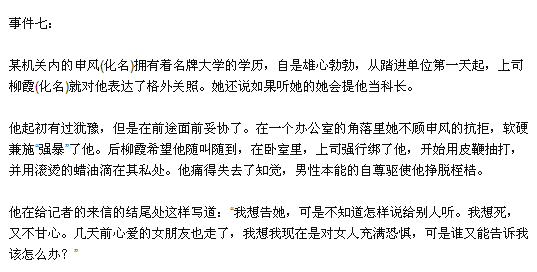 事件七：
某机关内的申风(化名)拥有着名牌大学的学历，自是雄心勃勃，从踏进单位第一天起，上司
柳霞(化名)就对他表达了格外关照。她还说如果听她的她会提他当科长。
他起初有过犹豫，但是在前途面前妥协了。在一个办公室的角落里她不顾申风的抗拒，软硬
兼施“强暴”了他。后柳霞希望他随叫随到，在卧室里，上司强行绑了他，开始用皮鞭抽打，
并用滚烫的蜡油滴在其私处。他痛得失去了知觉，男性本能的自尊驱使他挣脱桎梏。
他在给记者的来信的结尾处这样写道：“我想告她，可是不知道怎样说给别人听。我想死，
又不甘心。几天前心爱的女朋友也走了，我想我现在是对女人充满恐惧，可是谁又能告诉我
该怎么办？”